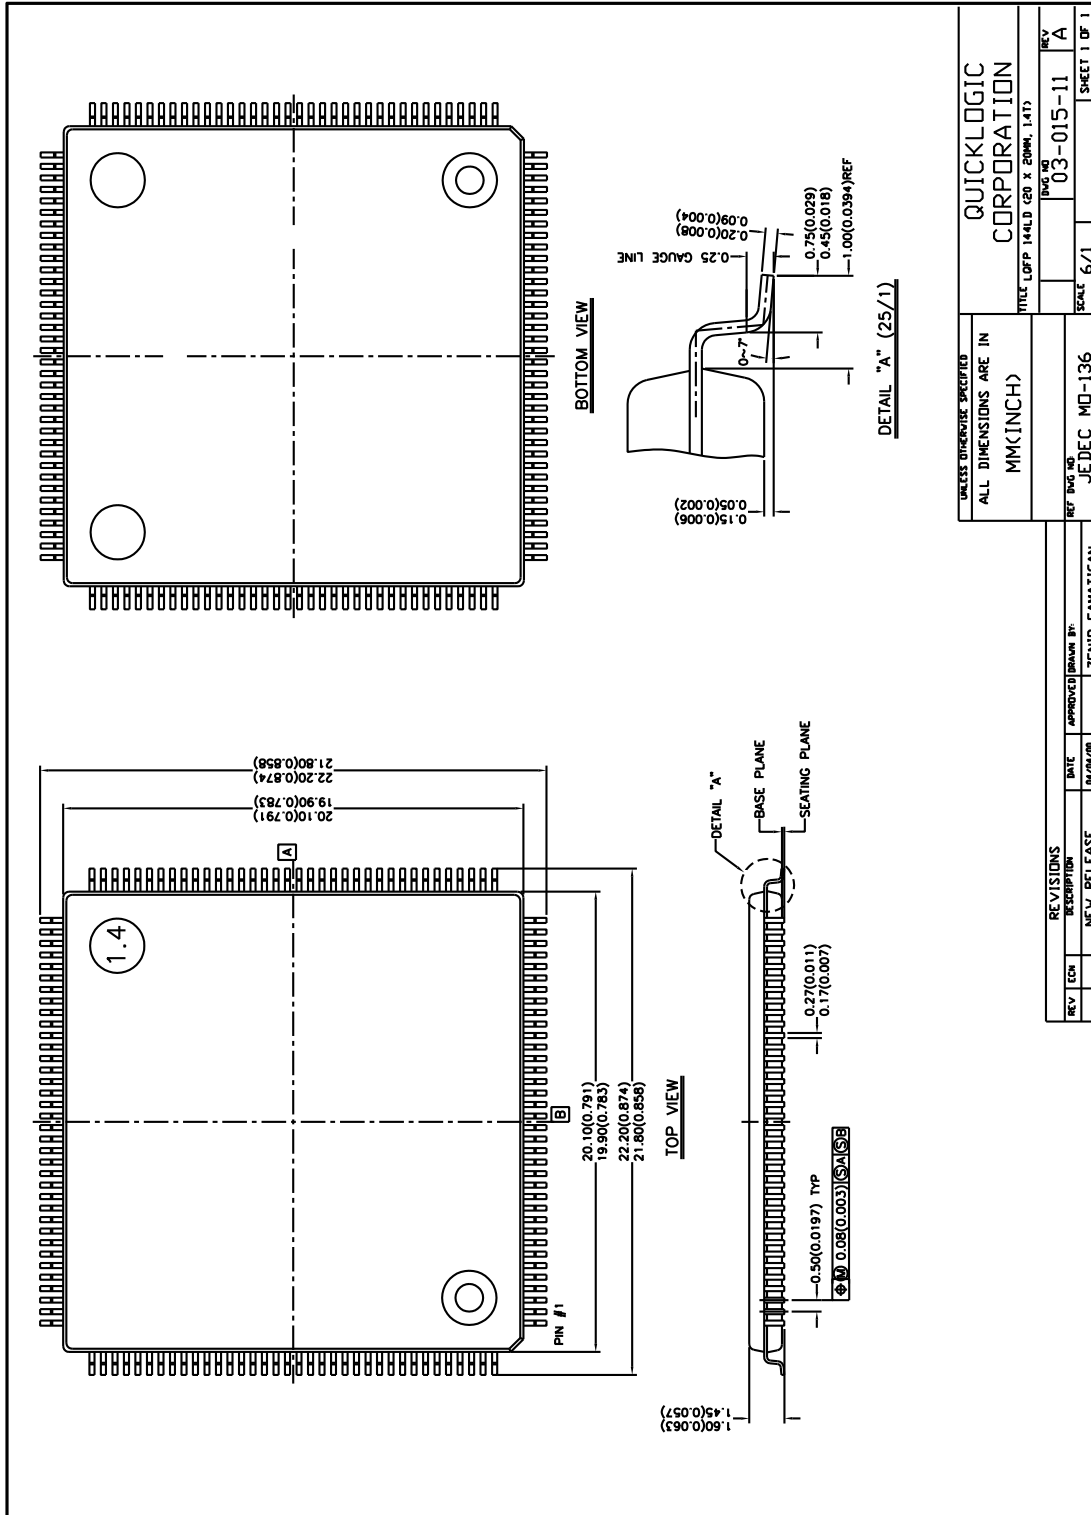 BOTTOM VIEW
0.25 GAUGE LINE
0.20(0.008)
0.09(0.004)
0.75(0.029)
0.45(0.018)
1.00(0.0394)REF
0~7°
0.15(0.006)
0.05(0.002)
DETAIL "A" (25/1)
22.20(0.874)
21.80(0.858)
20.10(0.791)
19.90(0.783)
A
1.4
PIN #1
B
20.10(0.791)
19.90(0.783)
22.20(0.874)
21.80(0.858)
TOP VIEW
DETAIL "A"
BASE PLANE
SEATING PLANE
0.27(0.011)
0.17(0.007)
0.50(0.0197) TYP
⌖ Ⓜ 0.08(0.003) Ⓢ A Ⓢ B
1.60(0.063)
1.45(0.057)
UNLESS OTHERWISE SPECIFIED
ALL DIMENSIONS ARE IN
MM(INCH)
QUICKLOGIC
CORPORATION
TITLE LQFP 144LD (20 X 20MM, 1.4T)
DWG NO
03-015-11
REV
A
REF DWG NO:
JEDEC MO-136
SCALE 6/1
SHEET 1 OF 1
REVISIONS
REV ECN DESCRIPTION DATE APPROVED DRAWN BY:
NEW RELEASE